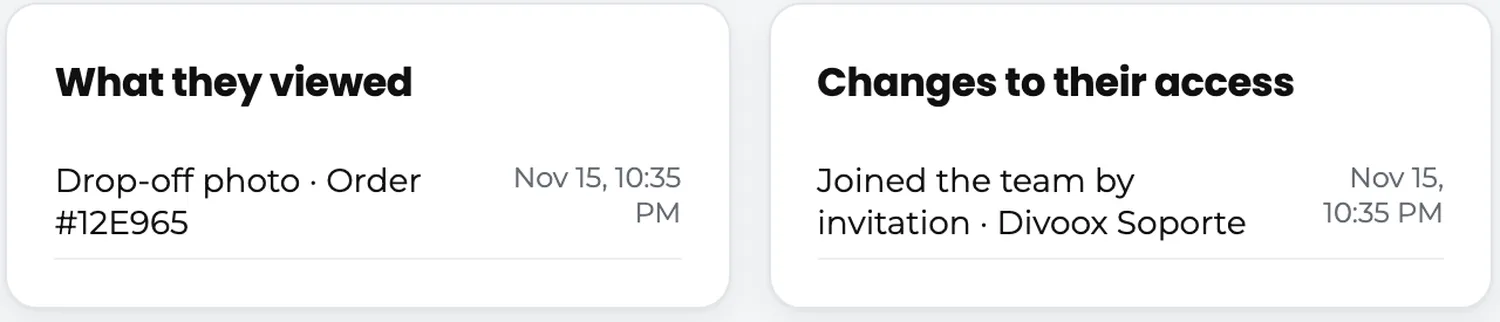 What they viewed
Drop-off photo · Order
#12E965
Nov 15, 10:35
PM
Changes to their access
Joined the team by
invitation · Divoox Soporte
Nov 15,
10:35 PM